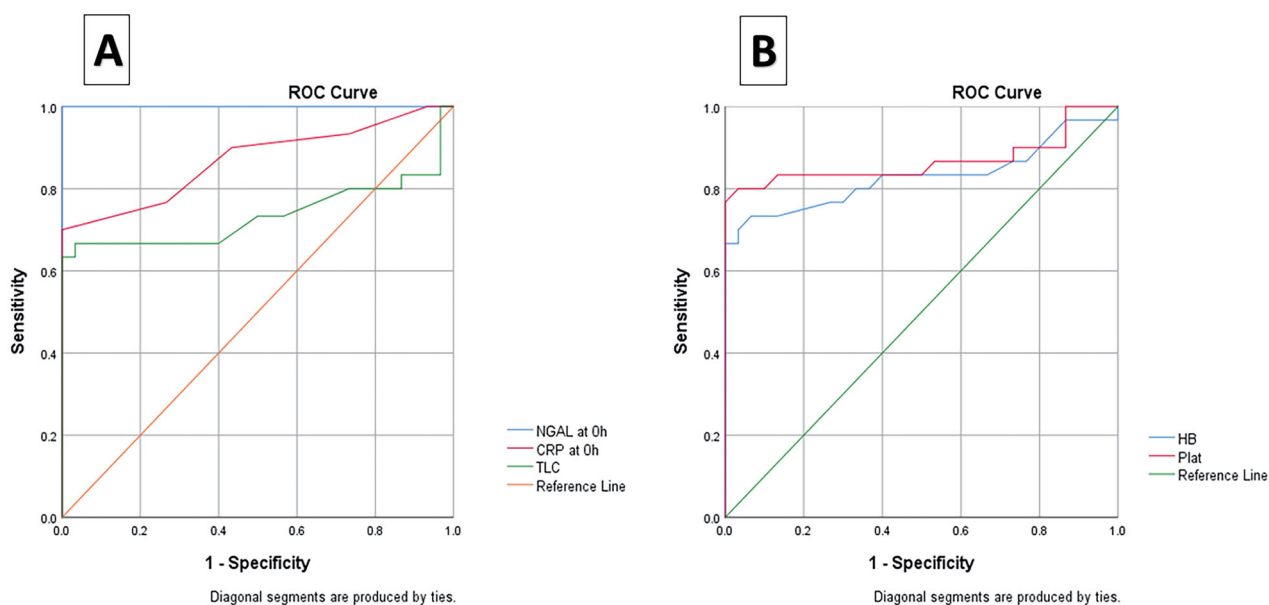 A
ROC Curve
1.0
0.8
0.6
0.4
0.2
0.0
0.0 0.2 0.4 0.6 0.8 1.0
Sensitivity
1 - Specificity
NGAL at 0h
CRP at 0h
TLC
Reference Line
Diagonal segments are produced by ties.
B
ROC Curve
1.0
0.8
0.6
0.4
0.2
0.0
0.0 0.2 0.4 0.6 0.8 1.0
Sensitivity
1 - Specificity
HB
Plat
Reference Line
Diagonal segments are produced by ties.